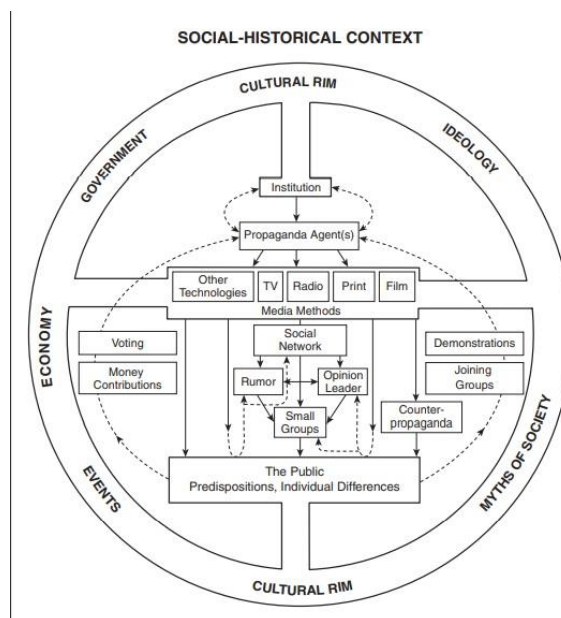 SOCIAL-HISTORICAL CONTEXT
CULTURAL RIM
GOVERNMENT
IDEOLOGY
Institution
Propaganda Agent(s)
Other
Technologies
TV
Radio
Print
Film
Media Methods
ECONOMY
Voting
Money
Contributions
Social
Network
Rumor
Opinion
Leader
Small
Groups
Demonstrations
Joining
Groups
Counter-
propaganda
The Public
Predispositions, Individual Differences
EVENTS
MYTHS OF SOCIETY
CULTURAL RIM